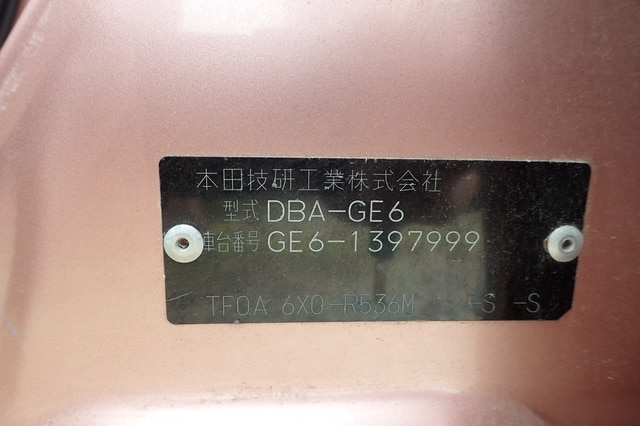 本田技研工業株式会社
型式 DBA-GE6
車台番号 GE6-1397999
TF0A 6X0-R536M -S -S